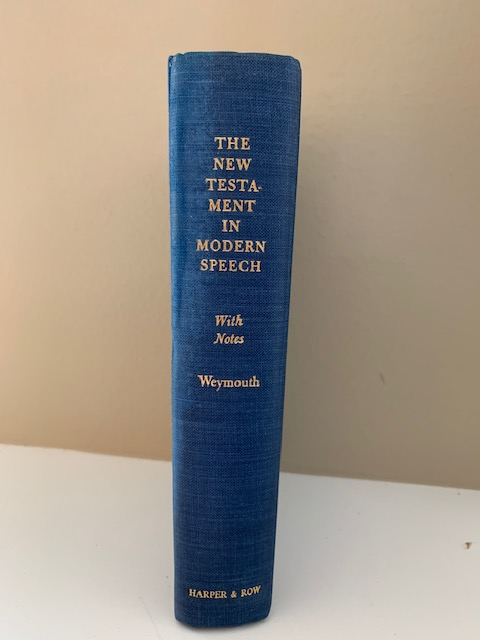 THE
NEW
TESTA-
MENT
IN
MODERN
SPEECH
With
Notes
Weymouth
HARPER & ROW